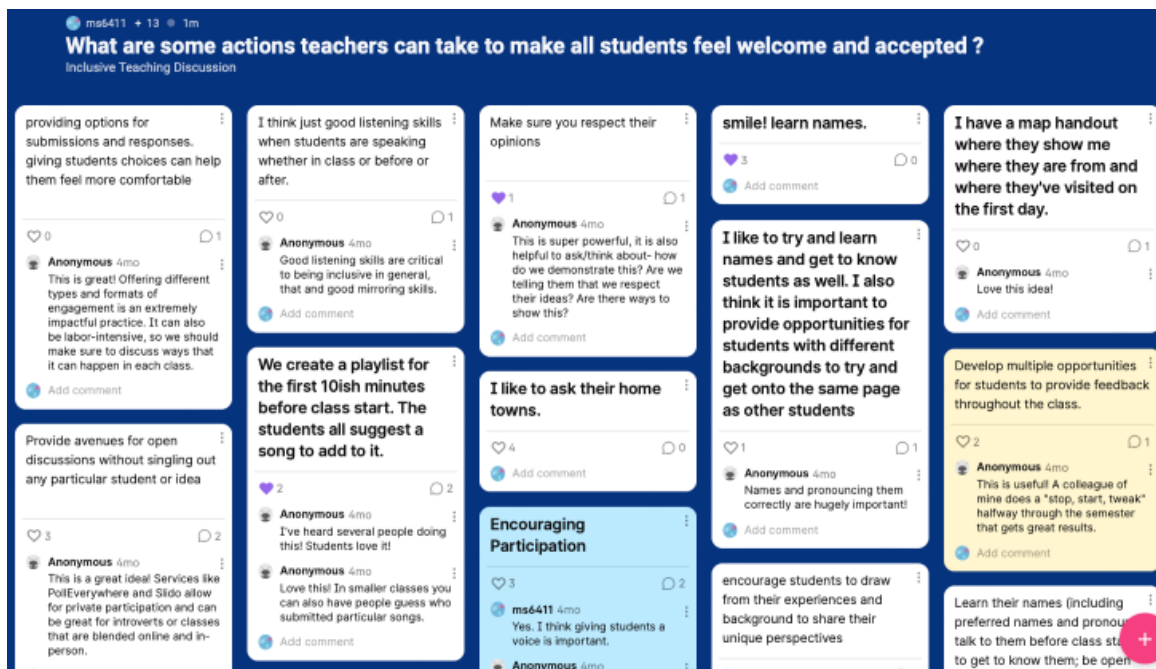 ms6411 + 13 1m
What are some actions teachers can take to make all students feel welcome and accepted ?
Inclusive Teaching Discussion
providing options for
submissions and responses.
giving students choices can help
them feel more comfortable
0
1
Anonymous 4mo
This is great! Offering different
types and formats of
engagement is an extremely
impactful practice. It can also
be labor-intensive, so we should
make sure to discuss ways that
it can happen in each class.
Add comment
Provide avenues for open
discussions without singling out
any particular student or idea
3
2
Anonymous 4mo
This is a great idea! Services like
PollEverywhere and Slido allow
for private participation and can
be great for introverts or classes
that are blended online and in-
person.
I think just good listening skills
when students are speaking
whether in class or before or
after.
0
1
Anonymous 4mo
Good listening skills are critical
to being inclusive in general,
that and good mirroring skills.
Add comment
We create a playlist for
the first 10ish minutes
before class start. The
students all suggest a
song to add to it.
2
2
Anonymous 4mo
I've heard several people doing
this! Students love it!
Anonymous 4mo
Love this! In smaller classes you
can also have people guess who
submitted particular songs.
Add comment
Make sure you respect their
opinions
1
1
Anonymous 4mo
This is super powerful, it is also
helpful to ask/think about- how
do we demonstrate this? Are we
telling them that we respect
their ideas? Are there ways to
show this?
Add comment
I like to ask their home
towns.
4
0
Add comment
Encouraging
Participation
3
2
ms6411 4mo
Yes. I think giving students a
voice is important.
Anonymous 4mo
smile! learn names.
3
0
Add comment
I like to try and learn
names and get to know
students as well. I also
think it is important to
provide opportunities for
students with different
backgrounds to try and
get onto the same page
as other students
1
1
Anonymous 4mo
Names and pronouncing them
correctly are hugely important!
Add comment
encourage students to draw
from their experiences and
background to share their
unique perspectives
I have a map handout
where they show me
where they are from and
where they've visited on
the first day.
0
1
Anonymous 4mo
Love this idea!
Add comment
Develop multiple opportunities
for students to provide feedback
throughout the class.
2
1
Anonymous 4mo
This is useful! A colleague of
mine does a "stop, start, tweak"
halfway through the semester
that gets great results.
Add comment
Learn their names (including
preferred names and
talk to them before class
to get to know them; be open
+